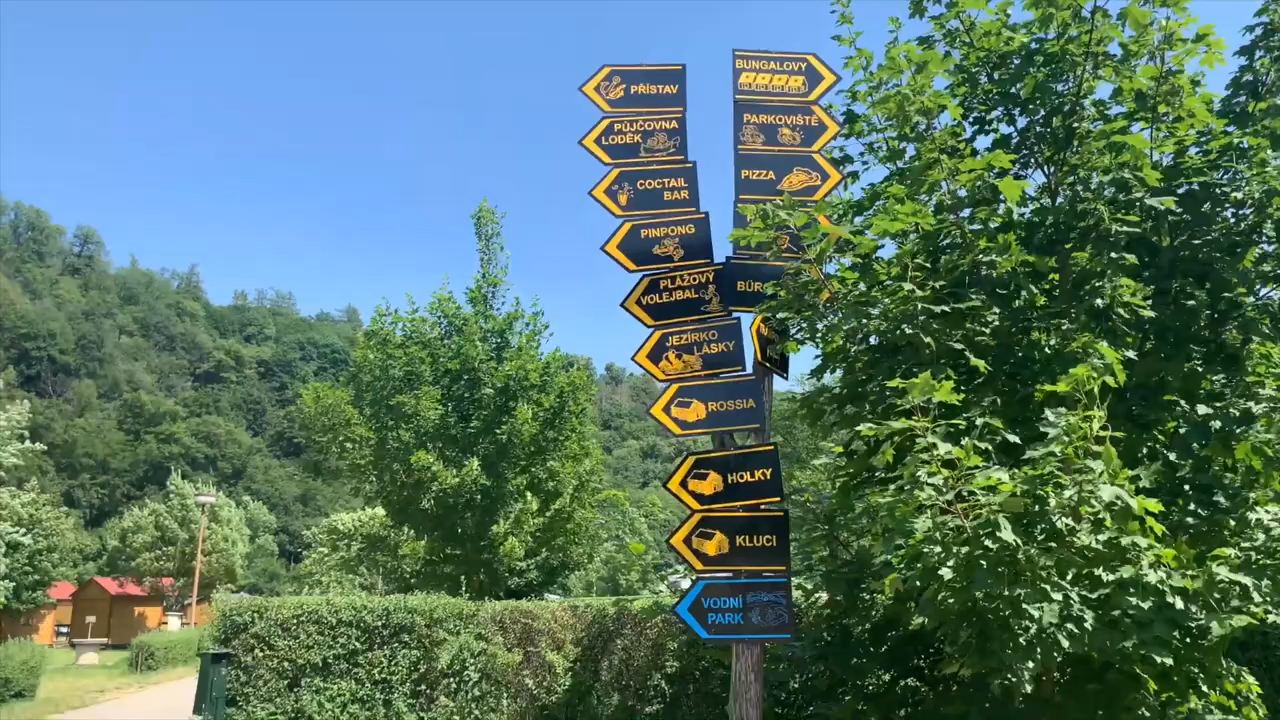 PŘÍSTAV
PŮJČOVNA
LODĚK
COCTAIL
BAR
PINPONG
PLÁŽOVÝ
VOLEJBAL
JEZÍRKO
LÁSKY
ROSSIA
HOLKY
KLUCI
VODNÍ
PARK
BUNGALOVY
PARKOVIŠTĚ
PIZZA